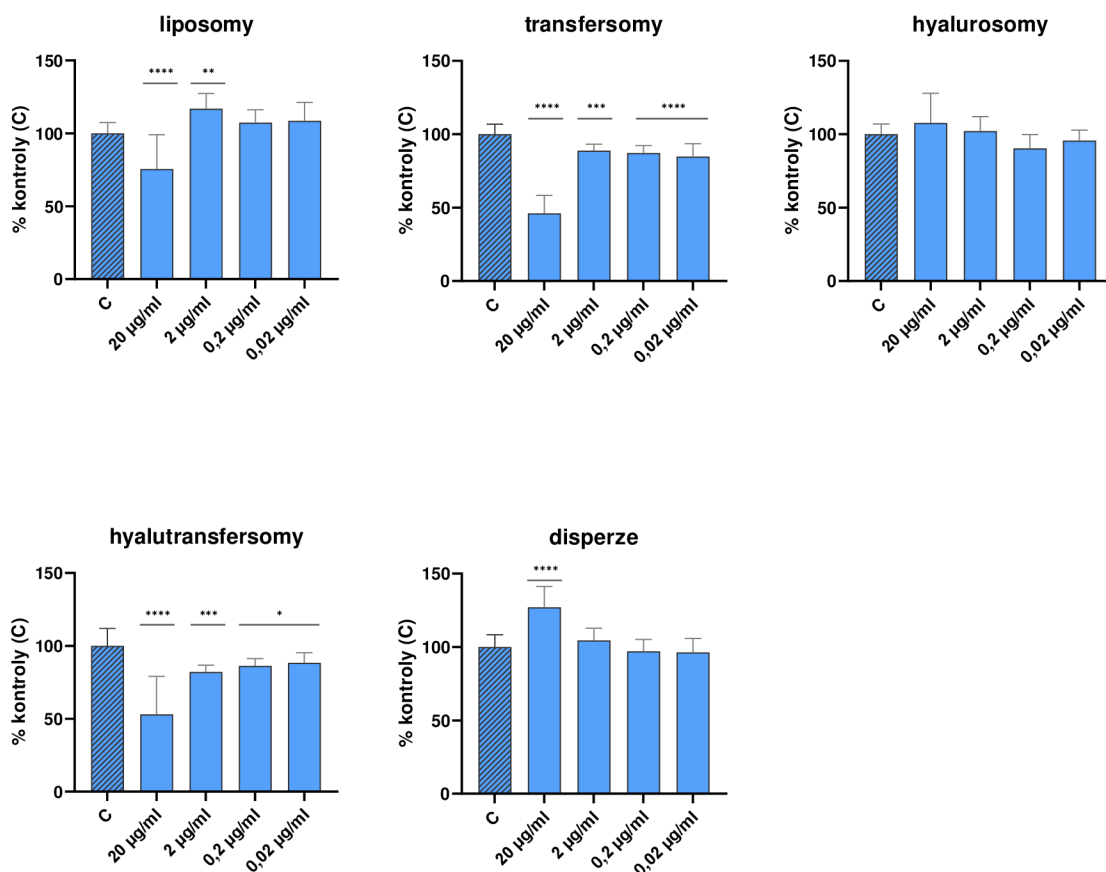 liposomy
% kontroly (C)
150
100
50
0
**** **
C
20 µg/ml
2 µg/ml
0,2 µg/ml
0,02 µg/ml
transfersomy
% kontroly (C)
150
100
50
0
**** *** ****
C
20 µg/ml
2 µg/ml
0,2 µg/ml
0,02 µg/ml
hyalurosomy
% kontroly (C)
150
100
50
0
C
20 µg/ml
2 µg/ml
0,2 µg/ml
0,02 µg/ml
hyalutransfersomy
% kontroly (C)
150
100
50
0
**** *** *
C
20 µg/ml
2 µg/ml
0,2 µg/ml
0,02 µg/ml
disperze
% kontroly (C)
150
100
50
0
****
C
20 µg/ml
2 µg/ml
0,2 µg/ml
0,02 µg/ml